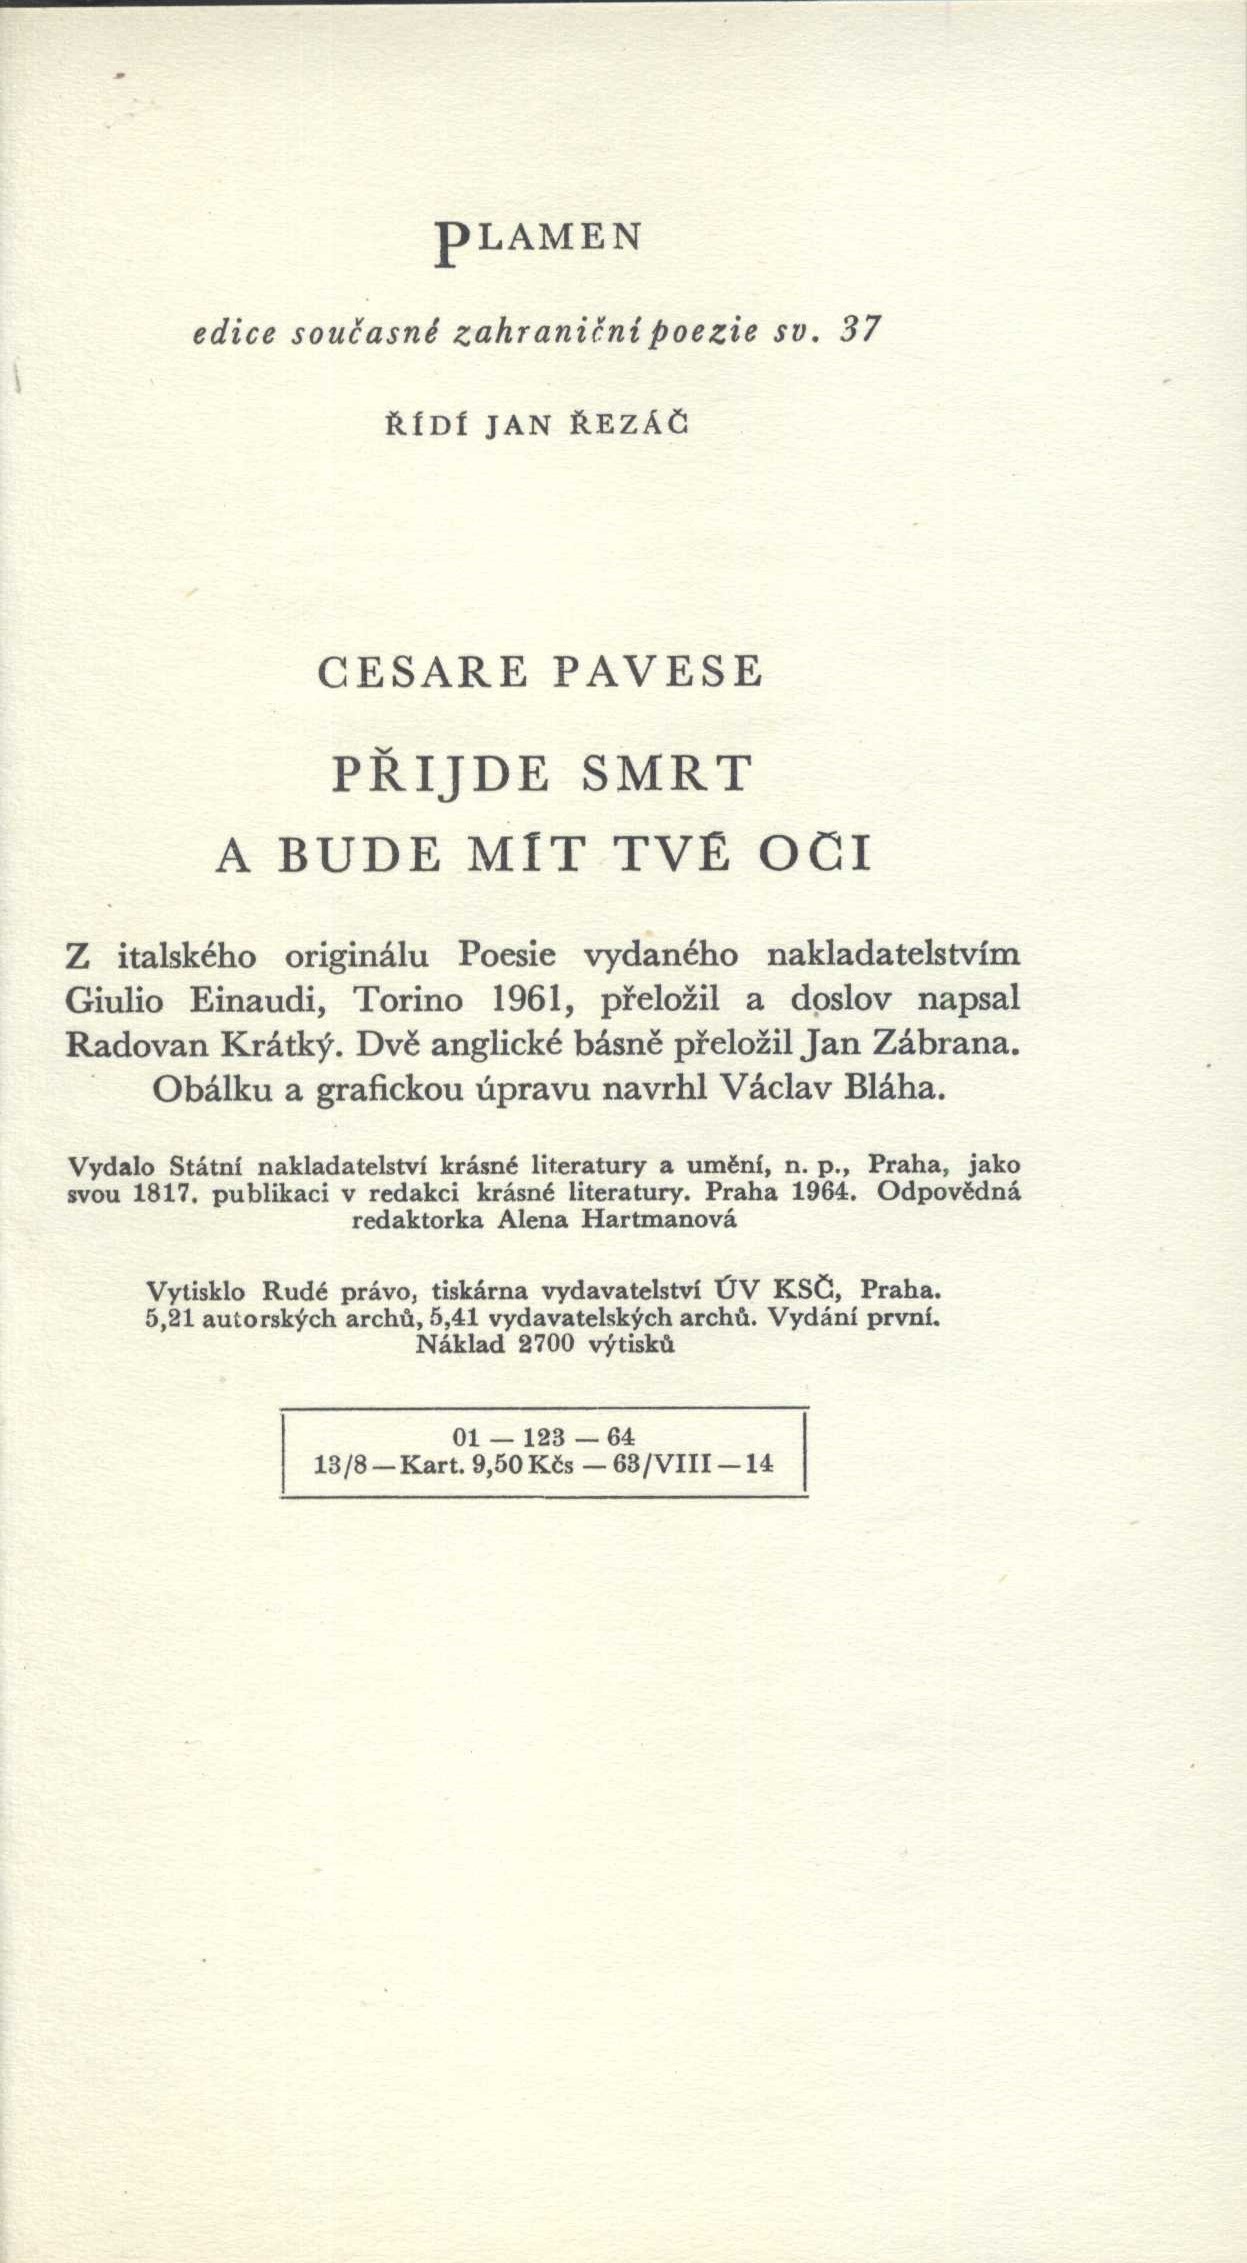 PLAMEN
edice současné zahraniční poezie sv. 37
ŘÍDÍ JAN ŘEZÁČ
CESARE PAVESE
PŘIJDE SMRT
A BUDE MÍT TVÉ OČI
Z italského originálu Poesie vydaného nakladatelstvím
Giulio Einaudi, Torino 1961, přeložil a doslov napsal
Radovan Krátký. Dvě anglické básně přeložil Jan Zábrana.
Obálku a grafickou úpravu navrhl Václav Bláha.
Vydalo Státní nakladatelství krásné literatury a umění, n. p., Praha, jako
svou 1817. publikaci v redakci krásné literatury. Praha 1964. Odpovědná
redaktorka Alena Hartmanová
Vytisklo Rudé právo, tiskárna vydavatelství ÚV KSČ, Praha.
5,21 autorských archů, 5,41 vydavatelských archů. Vydání první.
Náklad 2700 výtisků
01 — 123 — 64
13/8 — Kart. 9,50 Kčs — 63/VIII — 14